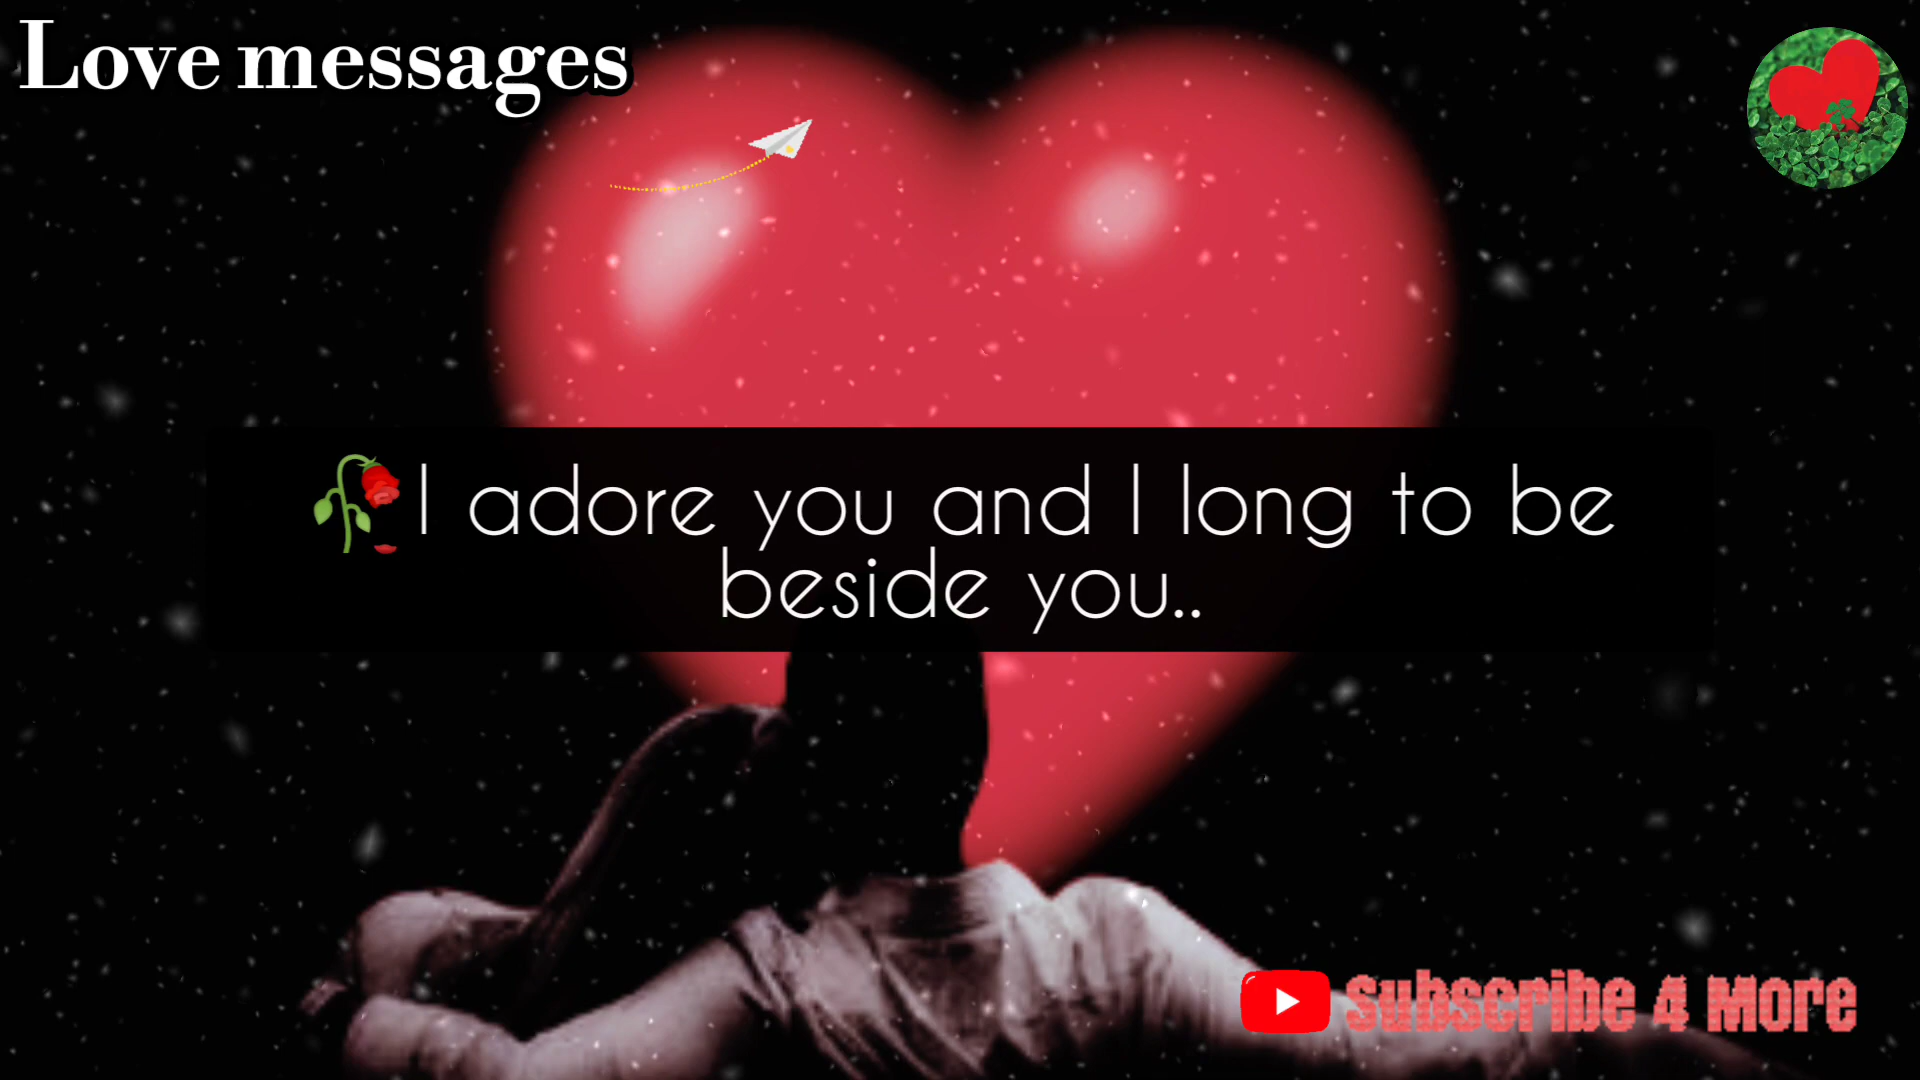 Love messages
🥀I adore you and I long to be
beside you..
Subscribe 4 More